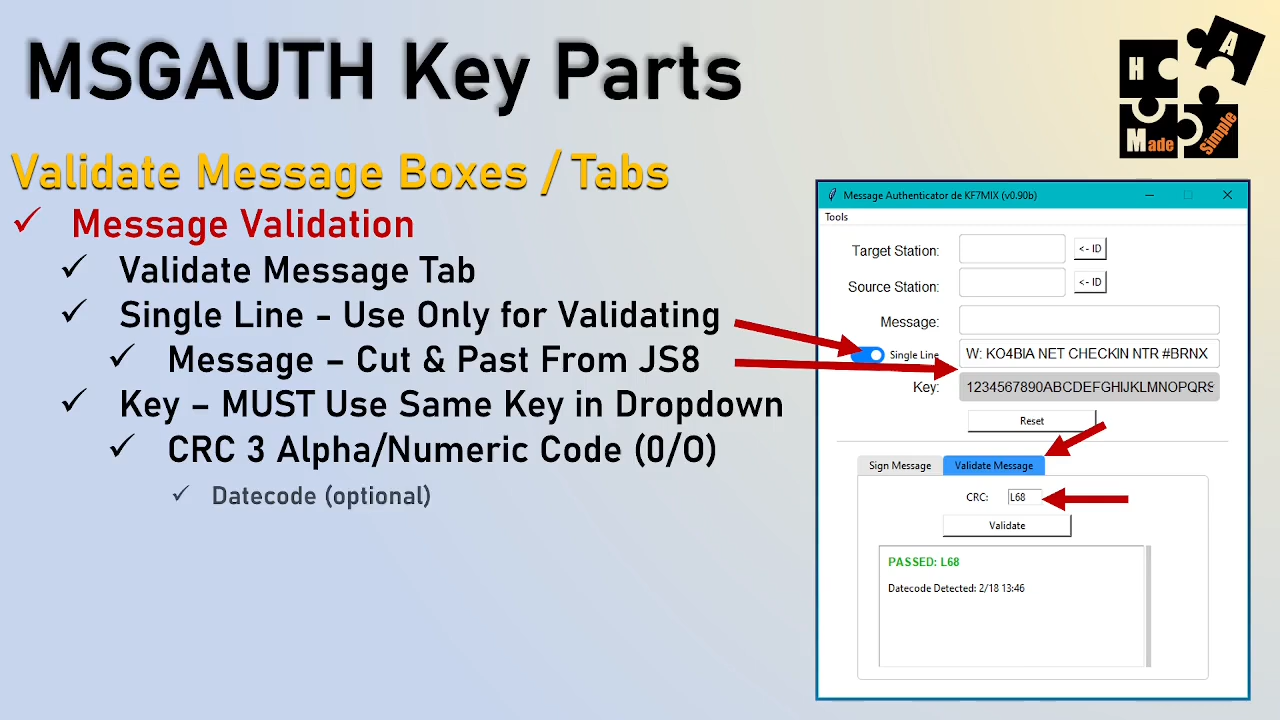 MSGAUTH Key Parts
H
A
Made
Simple
Validate Message Boxes / Tabs
Message Validation
Validate Message Tab
Single Line - Use Only for Validating
Message – Cut & Past From JS8
Key – MUST Use Same Key in Dropdown
CRC 3 Alpha/Numeric Code (0/O)
Datecode (optional)
Message Authenticator de KF7MIX (v0.90b)
Tools
Target Station:
<- ID
Source Station:
<- ID
Message:
Single Line
W: KO4BIA NET CHECKIN NTR #BRNX
Key:
1234567890ABCDEFGHIJKLMNOPQRS
Reset
Sign Message
Validate Message
CRC:
L68
Validate
PASSED: L68
Datecode Detected: 2/18 13:46